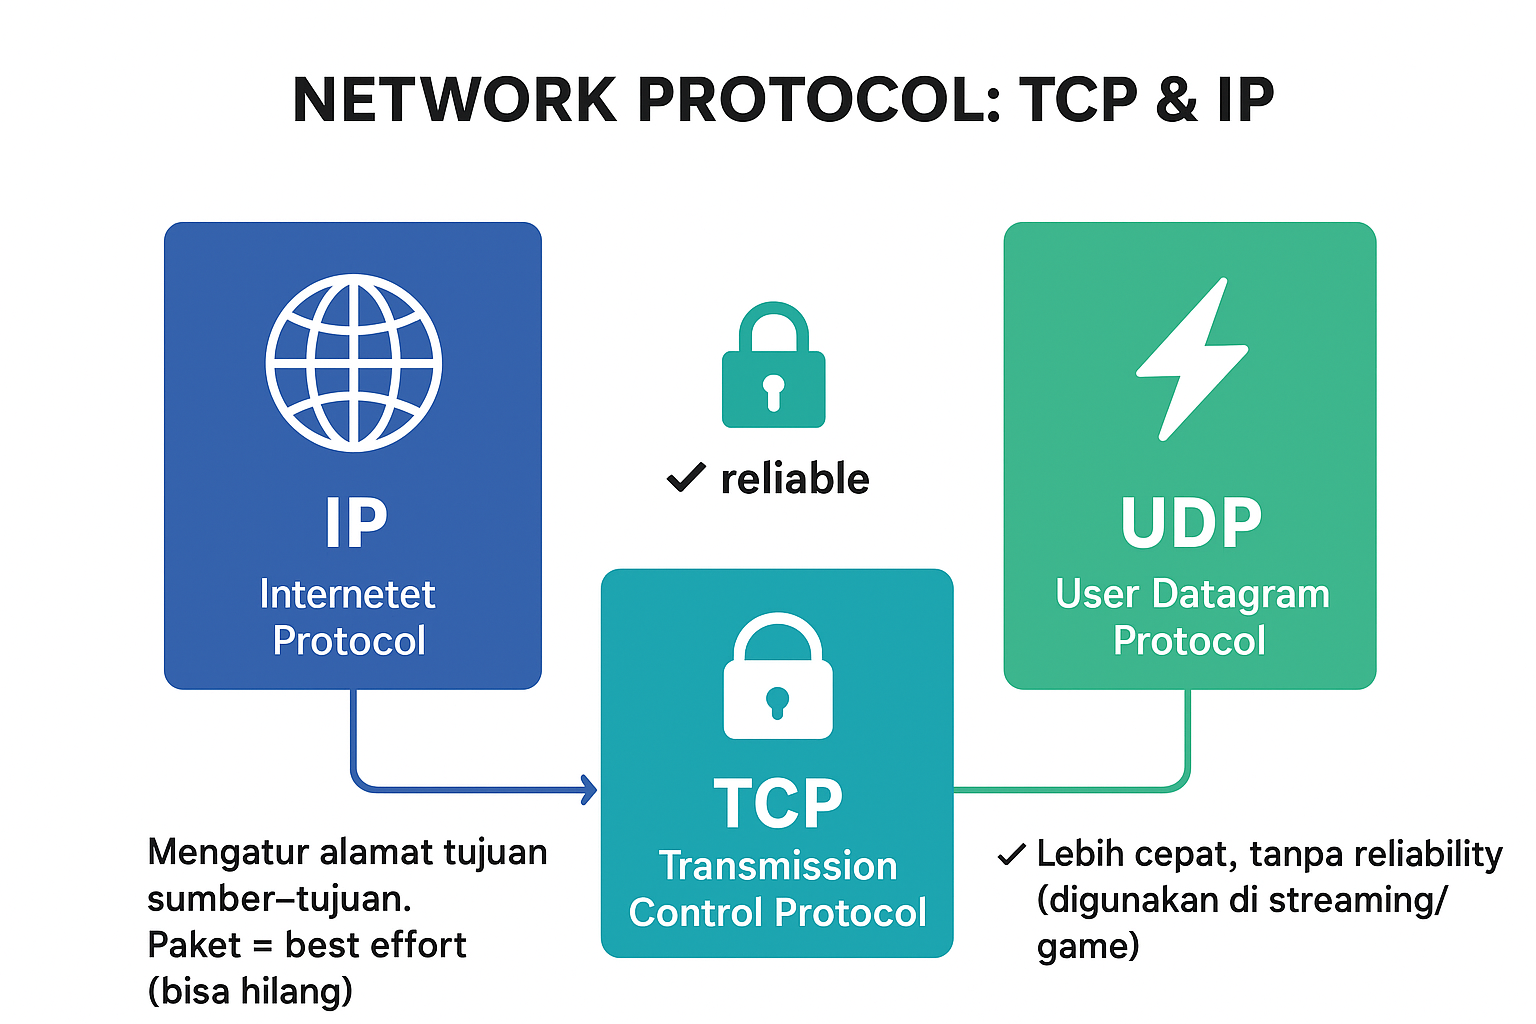 NETWORK PROTOCOL: TCP & IP
IP
Internetet
Protocol
✓ reliable
UDP
User Datagram
Protocol
TCP
Transmission
Control Protocol
Mengatur alamat tujuan
sumber–tujuan.
Paket = best effort
(bisa hilang)
✓ Lebih cepat, tanpa reliability
(digunakan di streaming/
game)